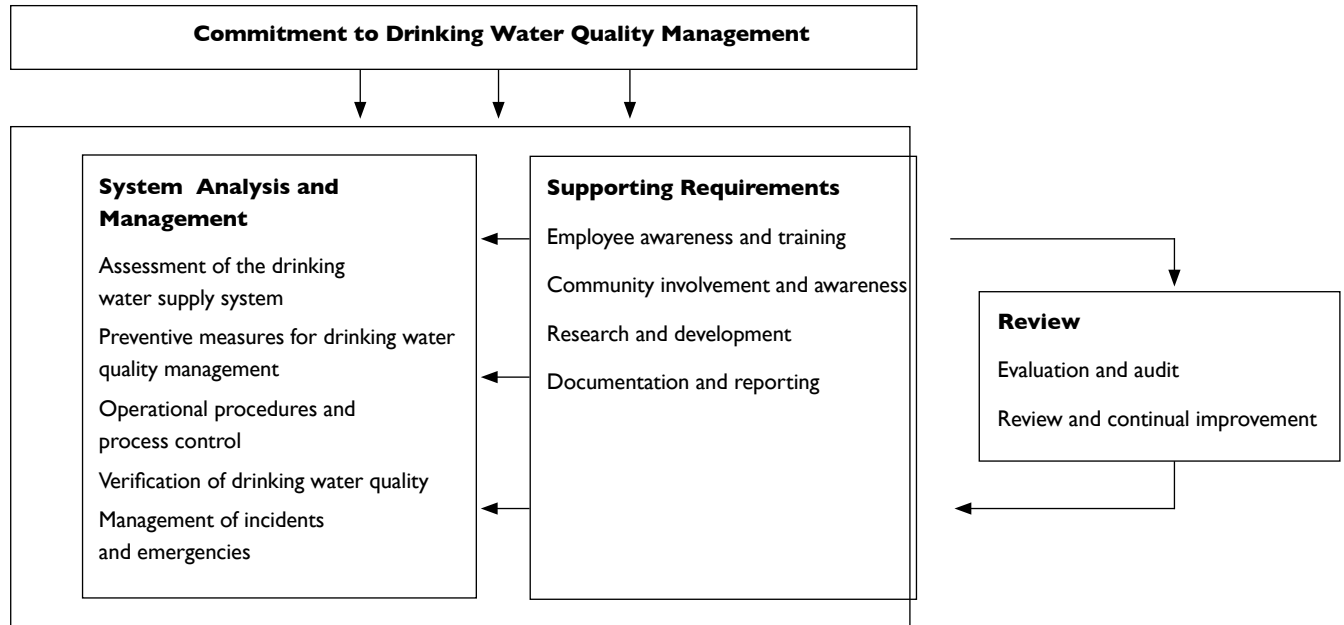 Commitment to Drinking Water Quality Management
System Analysis and
Management
Assessment of the drinking
water supply system
Preventive measures for drinking water
quality management
Operational procedures and
process control
Verification of drinking water quality
Management of incidents
and emergencies
Supporting Requirements
Employee awareness and training
Community involvement and awareness
Research and development
Documentation and reporting
Review
Evaluation and audit
Review and continual improvement